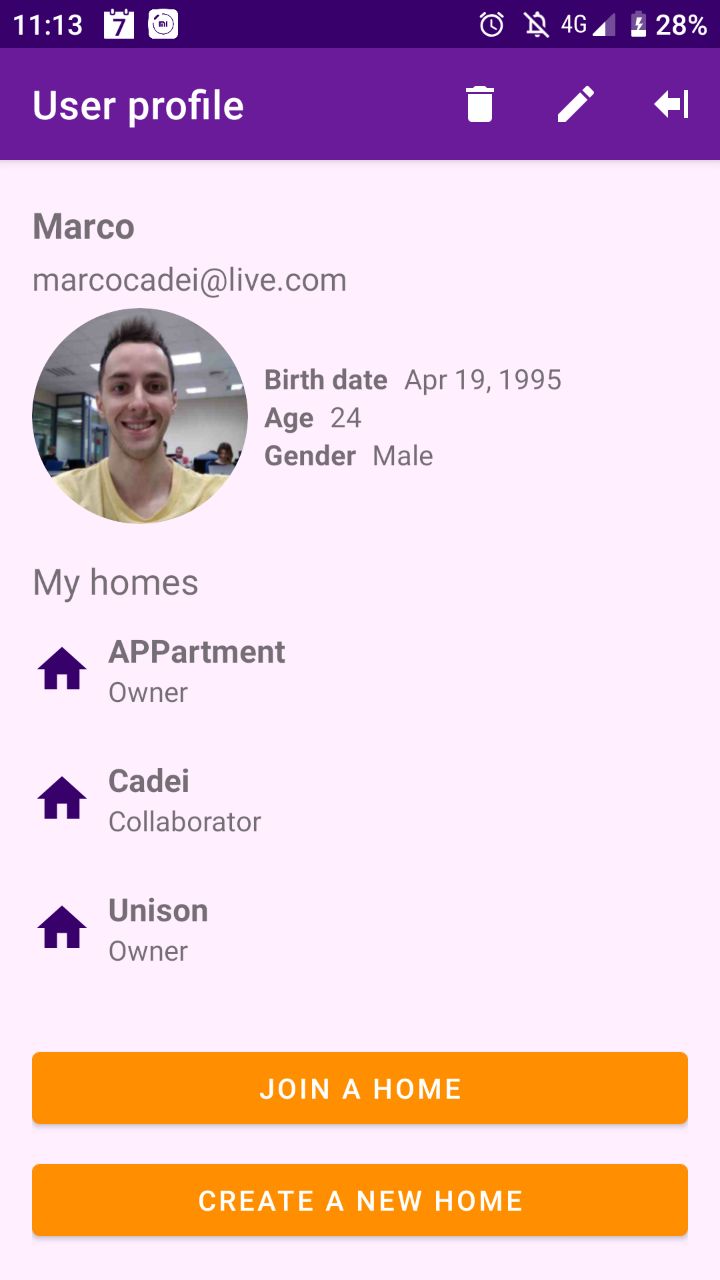 11:13 7 mi 4G 28%
User profile
Marco
marcocadei@live.com
Birth date Apr 19, 1995
Age 24
Gender Male
My homes
APPartment
Owner
Cadei
Collaborator
Unison
Owner
JOIN A HOME
CREATE A NEW HOME